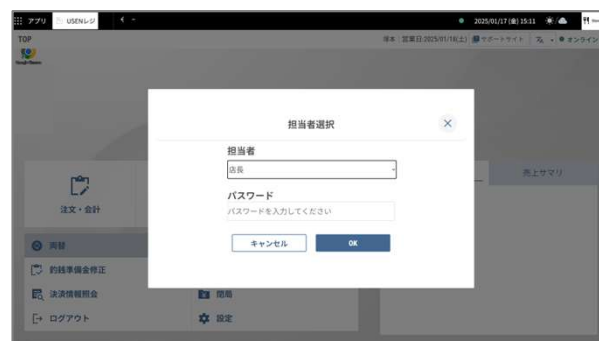 アプリ USENレジ 2025/01/17(金) 15:11
TOP 塚本 営業日:2025/01/18(土) サポートサイト オンライン
担当者選択
担当者
店長
パスワード
パスワードを入力してください
キャンセル OK
売上サマリ
注文・会計
両替
釣銭準備金修正
決済情報照会 閉局
ログアウト 設定